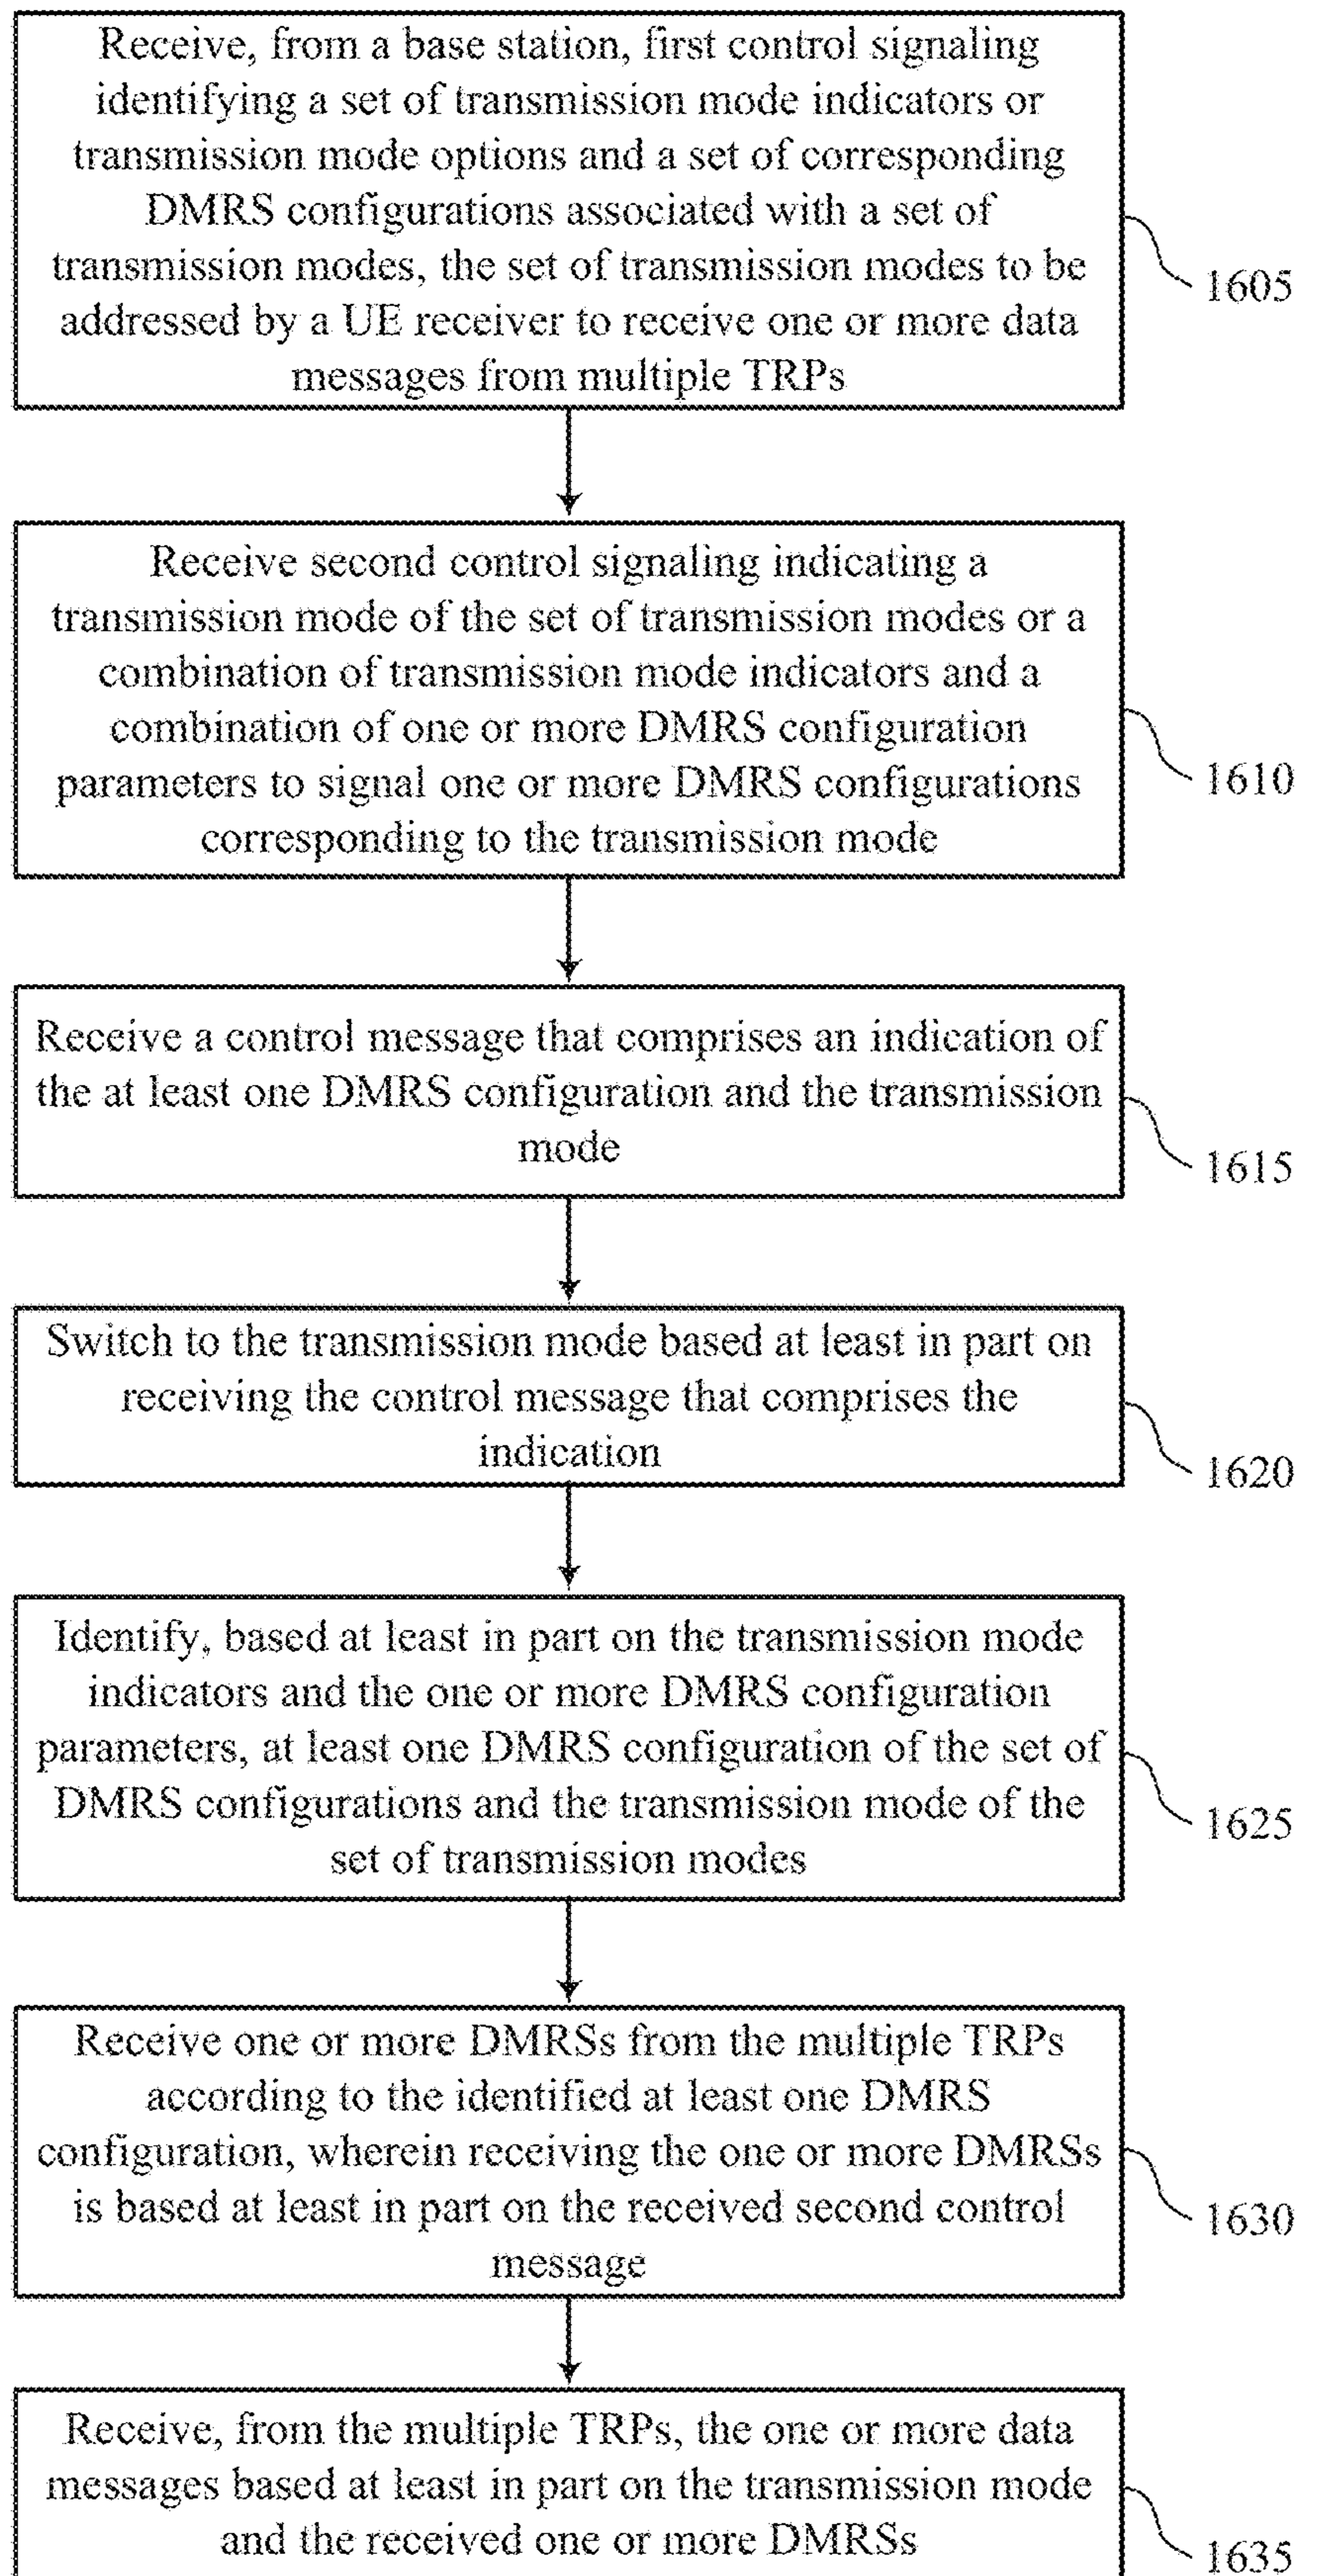 Receive, from a base station, first control signaling
identifying a set of transmission mode indicators or
transmission mode options and a set of corresponding
DMRS configurations associated with a set of
transmission modes, the set of transmission modes to be
addressed by a UE receiver to receive one or more data
messages from multiple TRPs
1605
Receive second control signaling indicating a
transmission mode of the set of transmission modes or a
combination of transmission mode indicators and a
combination of one or more DMRS configuration
parameters to signal one or more DMRS configurations
corresponding to the transmission mode
1610
Receive a control message that comprises an indication of
the at least one DMRS configuration and the transmission
mode
1615
Switch to the transmission mode based at least in part on
receiving the control message that comprises the
indication
1620
Identify, based at least in part on the transmission mode
indicators and the one or more DMRS configuration
parameters, at least one DMRS configuration of the set of
DMRS configurations and the transmission mode of the
set of transmission modes
1625
Receive one or more DMRSs from the multiple TRPs
according to the identified at least one DMRS
configuration, wherein receiving the one or more DMRSs
is based at least in part on the received second control
message
1630
Receive, from the multiple TRPs, the one or more data
messages based at least in part on the transmission mode
and the received one or more DMRSs
1635